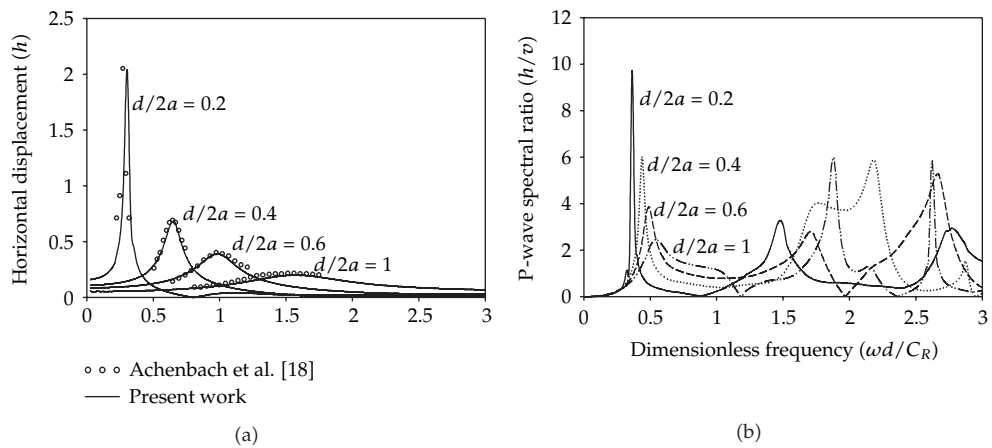 2.5
2
1.5
1
0.5
0
Horizontal displacement (h)
d/2a = 0.2
d/2a = 0.4
d/2a = 0.6
d/2a = 1
0 0.5 1 1.5 2 2.5 3
Achenbach et al. [18]
Present work
(a)
12
10
8
6
4
2
0
P-wave spectral ratio (h/v)
d/2a = 0.2
d/2a = 0.4
d/2a = 0.6
d/2a = 1
0 0.5 1 1.5 2 2.5 3
Dimensionless frequency (ωd/C_R)
(b)